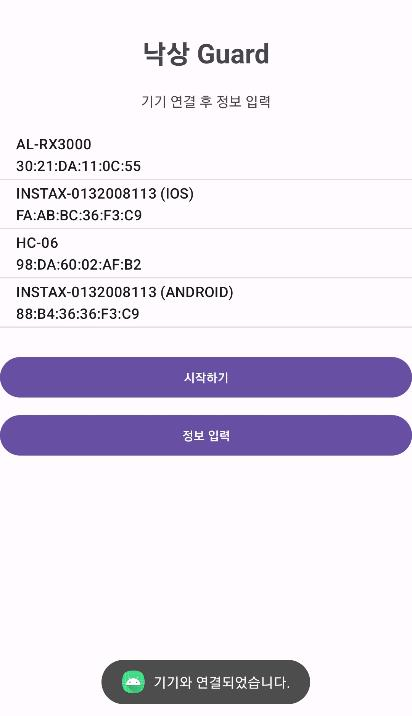 낙상 Guard
기기 연결 후 정보 입력
AL-RX3000
30:21:DA:11:0C:55
INSTAX-0132008113 (IOS)
FA:AB:BC:36:F3:C9
HC-06
98:DA:60:02:AF:B2
INSTAX-0132008113 (ANDROID)
88:B4:36:36:F3:C9
시작하기
정보 입력
기기와 연결되었습니다.